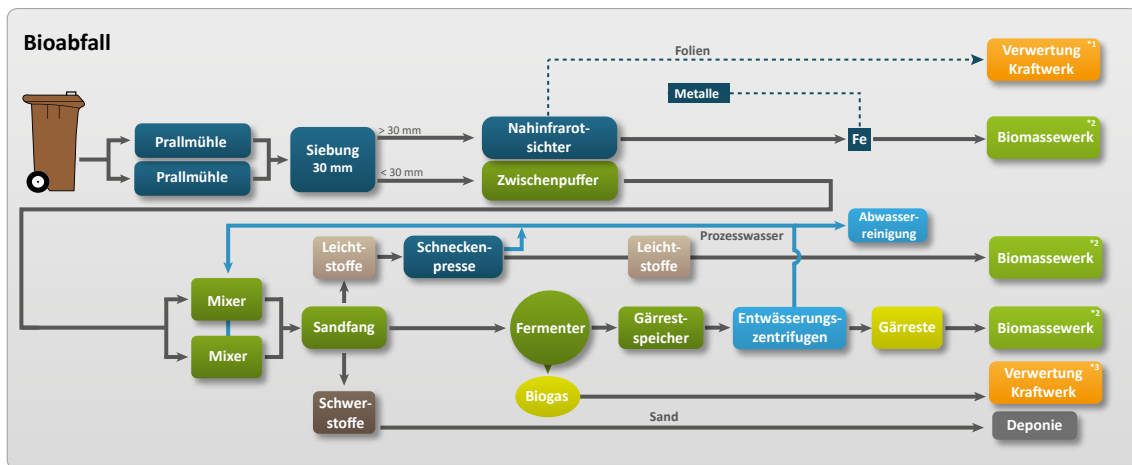 Bioabfall
Folien
Verwertung *1
Kraftwerk
Metalle
Prallmühle
Prallmühle
Siebung
30 mm
> 30 mm
< 30 mm
Nahinfrarot-
sichter
Zwischenpuffer
Fe
Biomassewerk *2
Abwasser-
reinigung
Prozesswasser
Leicht-
stoffe
Schnecken-
presse
Leicht-
stoffe
Biomassewerk *2
Mixer
Mixer
Sandfang
Fermenter
Gärrest-
speicher
Entwässerungs-
zentrifugen
Gärreste
Biomassewerk *2
Biogas
Verwertung *3
Kraftwerk
Schwer-
stoffe
Sand
Deponie